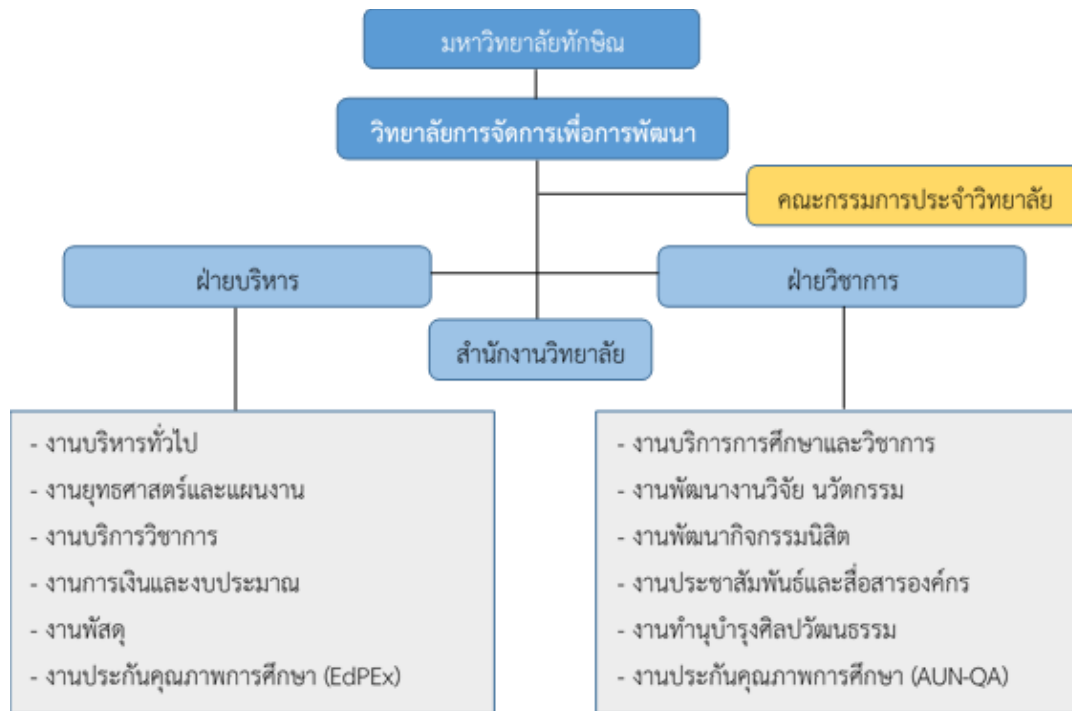 มหาวิทยาลัยทักษิณ
วิทยาลัยการจัดการเพื่อการพัฒนา
คณะกรรมการประจำวิทยาลัย
ฝ่ายบริหาร
ฝ่ายวิชาการ
สำนักงานวิทยาลัย
- งานบริหารทั่วไป
- งานยุทธศาสตร์และแผนงาน
- งานบริการวิชาการ
- งานการเงินและงบประมาณ
- งานพัสดุ
- งานประกันคุณภาพการศึกษา (EdPEx)
- งานบริการการศึกษาและวิชาการ
- งานพัฒนางานวิจัย นวัตกรรม
- งานพัฒนากิจกรรมนิสิต
- งานประชาสัมพันธ์และสื่อสารองค์กร
- งานทำนุบำรุงศิลปวัฒนธรรม
- งานประกันคุณภาพการศึกษา (AUN-QA)